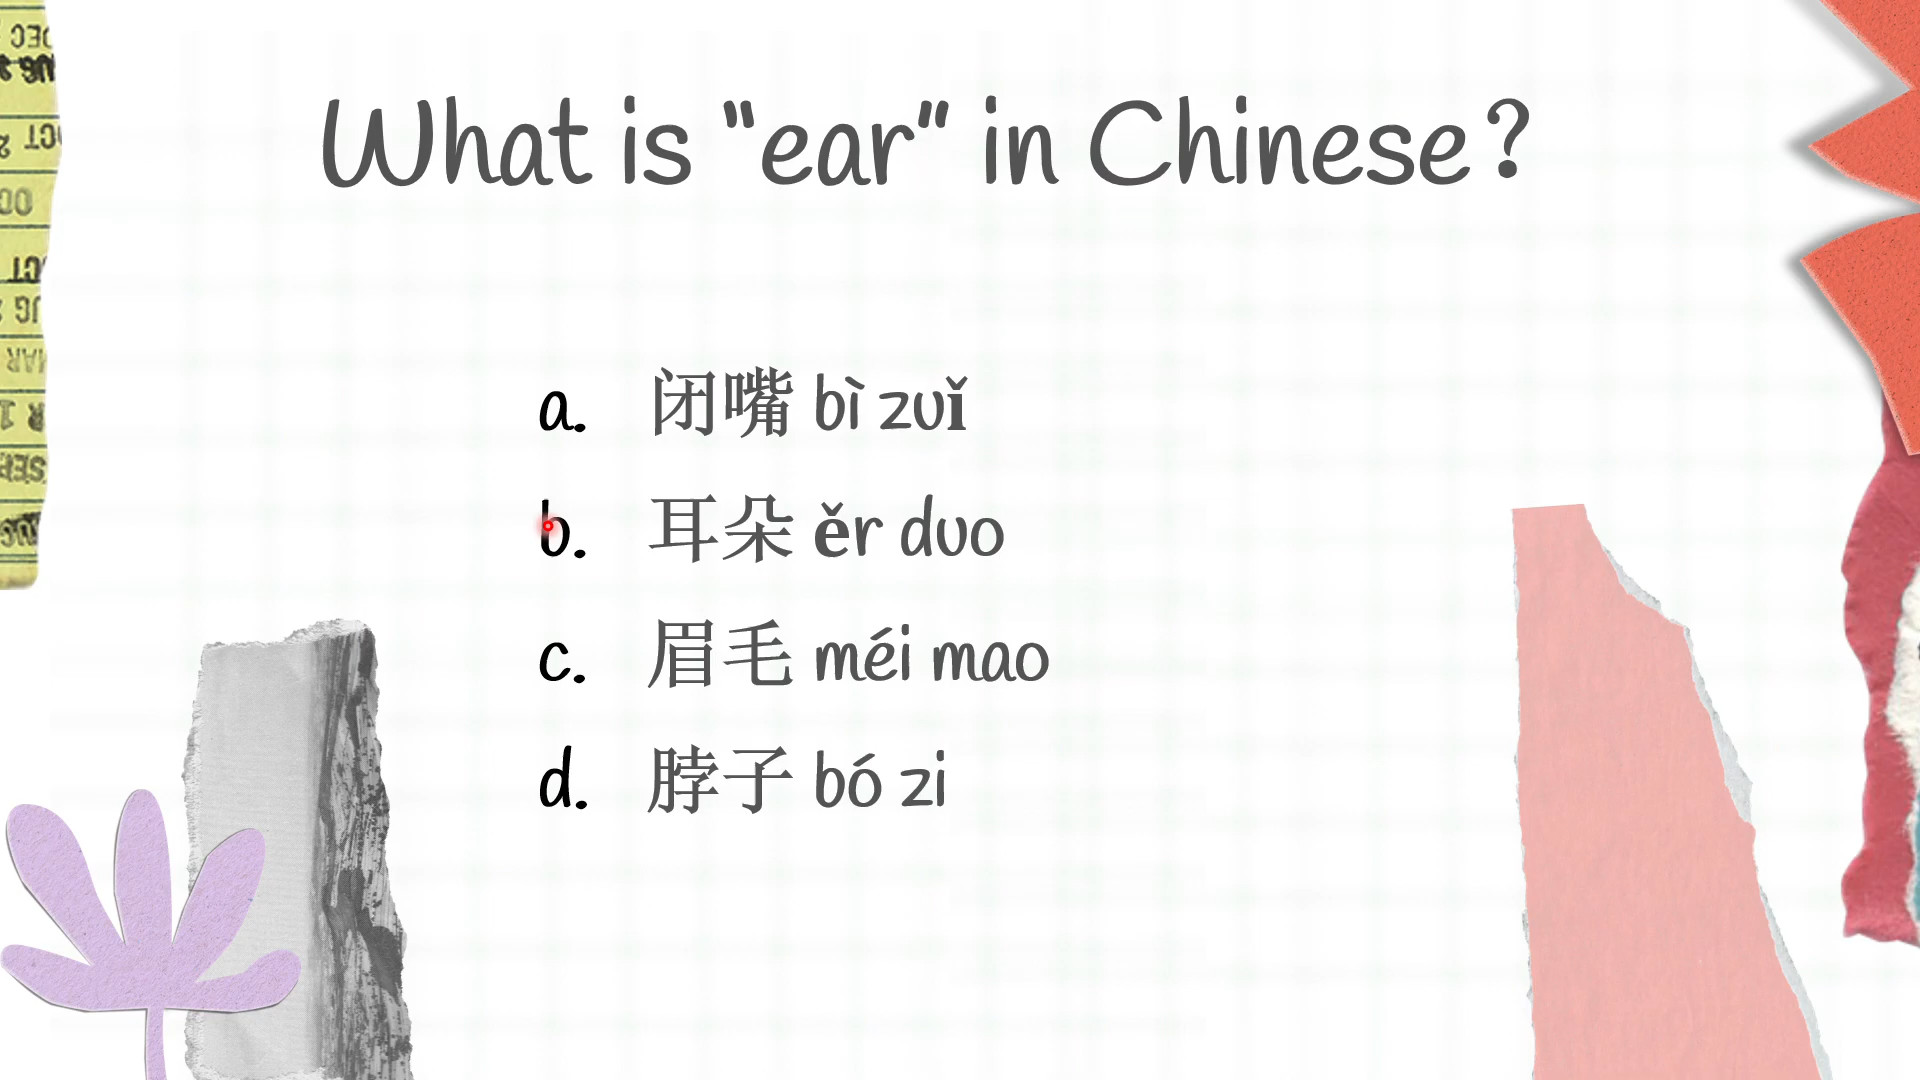 What is “ear” in Chinese?
a. 闭嘴 bì zuǐ
b. 耳朵 ěr duo
c. 眉毛 méi mao
d. 脖子 bó zi